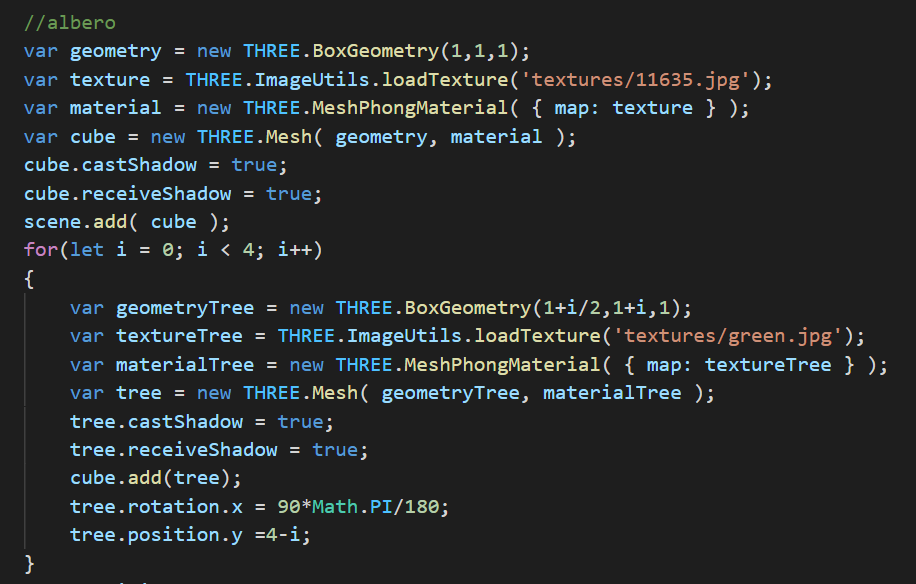 //albero
var geometry = new THREE.BoxGeometry(1,1,1);
var texture = THREE.ImageUtils.loadTexture('textures/11635.jpg');
var material = new THREE.MeshPhongMaterial( { map: texture } );
var cube = new THREE.Mesh( geometry, material );
cube.castShadow = true;
cube.receiveShadow = true;
scene.add( cube );
for(let i = 0; i < 4; i++)
{
    var geometryTree = new THREE.BoxGeometry(1+i/2,1+i,1);
    var textureTree = THREE.ImageUtils.loadTexture('textures/green.jpg');
    var materialTree = new THREE.MeshPhongMaterial( { map: textureTree } );
    var tree = new THREE.Mesh( geometryTree, materialTree );
    tree.castShadow = true;
    tree.receiveShadow = true;
    cube.add(tree);
    tree.rotation.x = 90*Math.PI/180;
    tree.position.y =4-i;
}